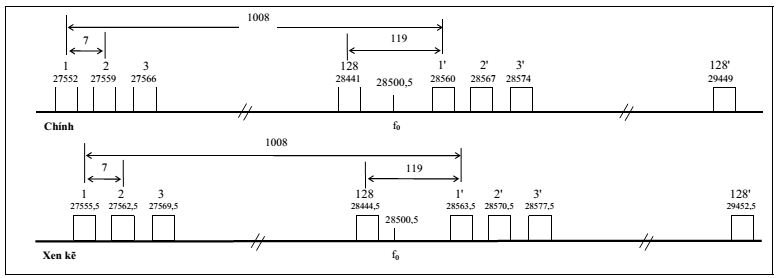 1008
7 119
1 2 3 128 1' 2' 3' 128'
27552 27559 27566 28441 28500,5 28560 28567 28574 29449
Chính f₀
1008
7 119
1 2 3 128 1' 2' 3' 128'
27555,5 27562,5 27569,5 28444,5 28500,5 28563,5 28570,5 28577,5 29452,5
Xen kẽ f₀